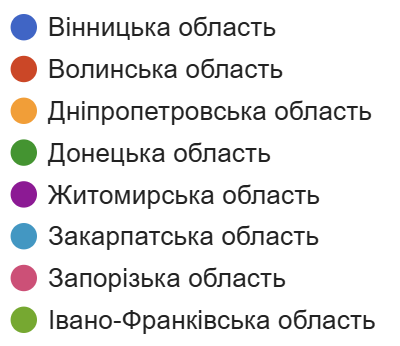 Вінницька область
Волинська область
Дніпропетровська область
Донецька область
Житомирська область
Закарпатська область
Запорізька область
Івано-Франківська область